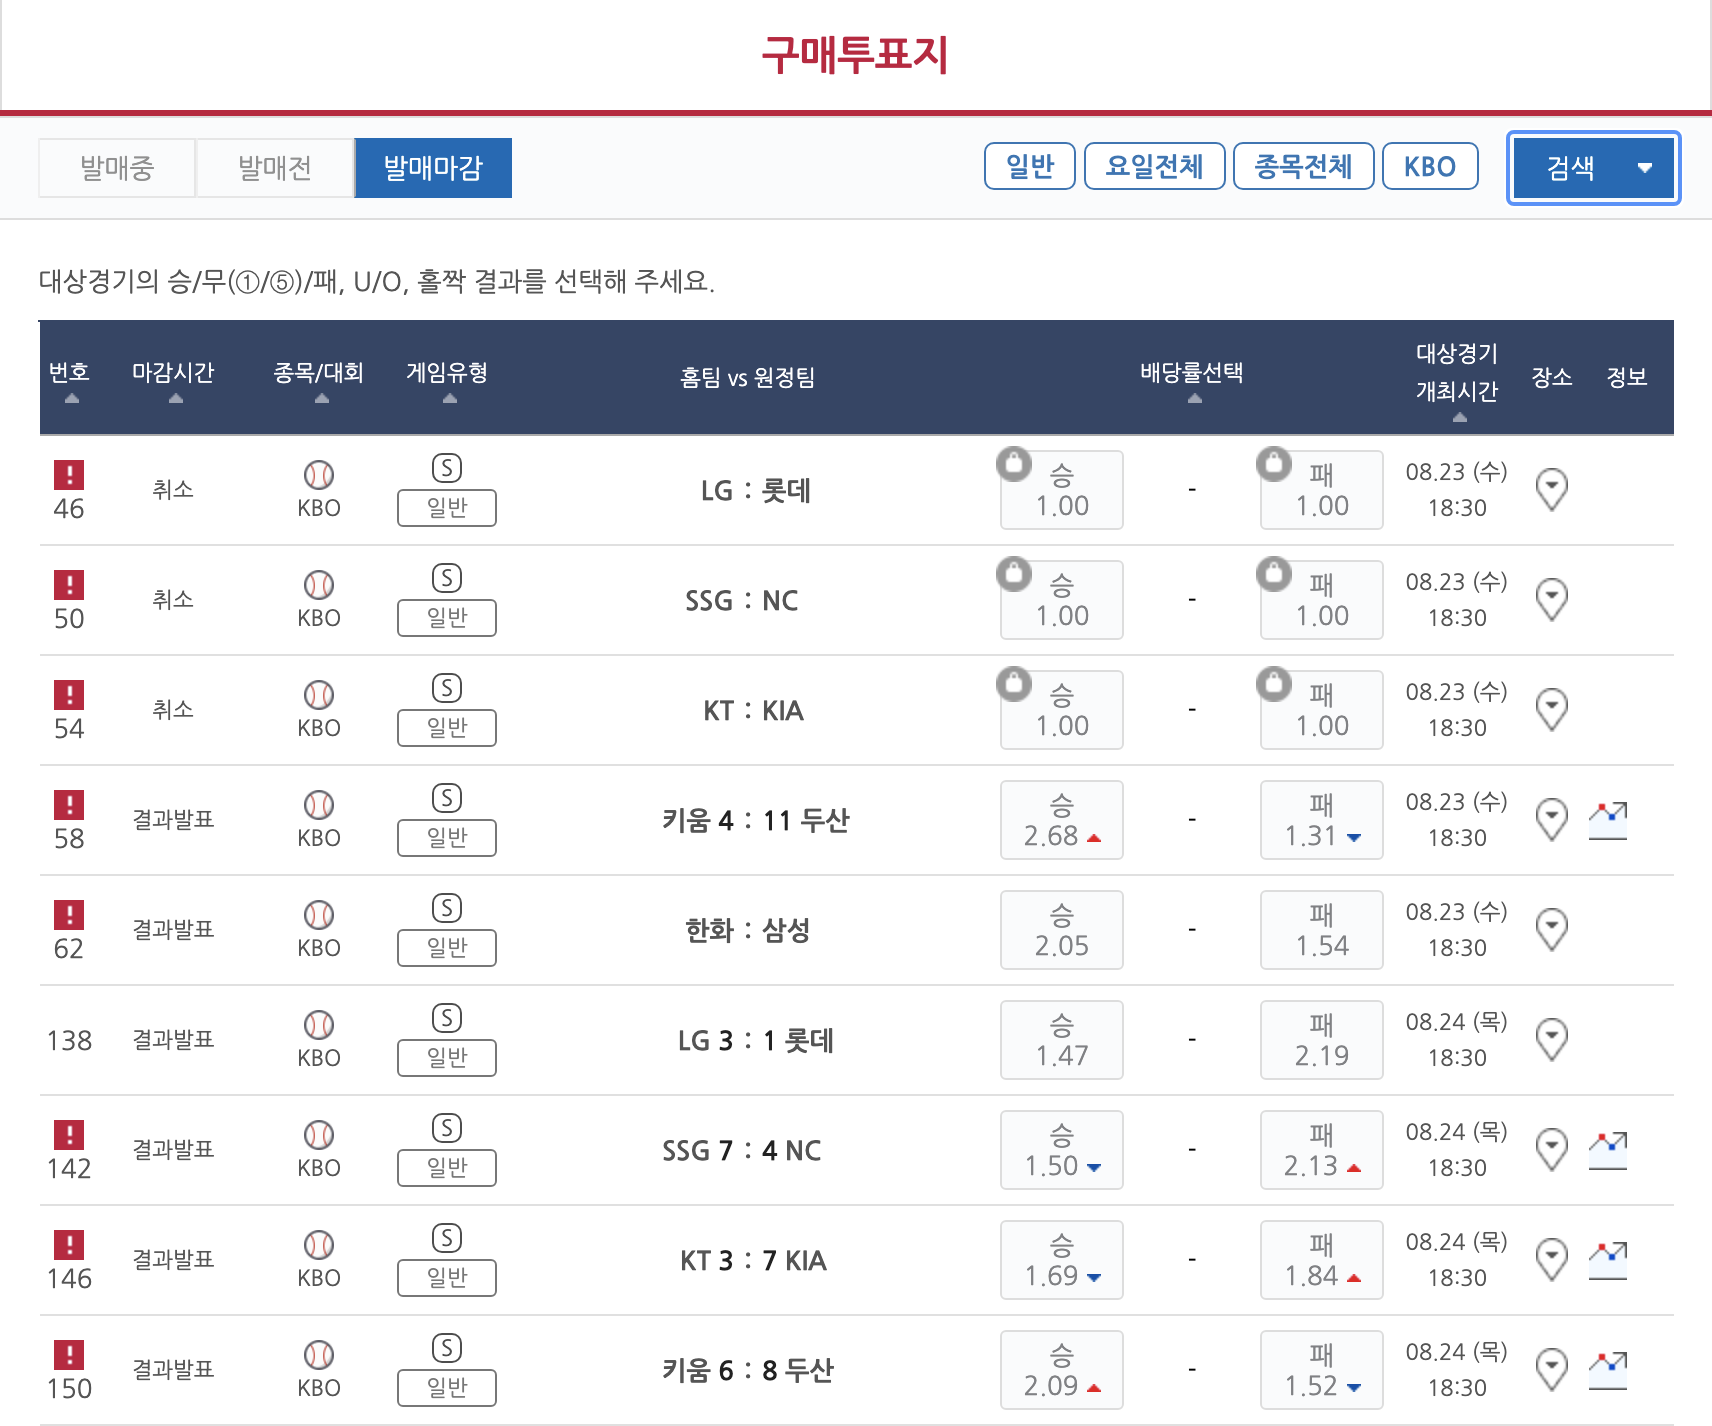 구매투표지
발매중 발매전 발매마감 일반 요일전체 종목전체 KBO 검색
대상경기의 승/무(①/⑤)/패, U/O, 홀짝 결과를 선택해 주세요.
번호 마감시간 종목/대회 게임유형 홈팀 vs 원정팀 배당률선택 대상경기 개최시간 장소 정보
! 46 취소 KBO S 일반 LG : 롯데 승 1.00 - 패 1.00 08.23 (수) 18:30
! 50 취소 KBO S 일반 SSG : NC 승 1.00 - 패 1.00 08.23 (수) 18:30
! 54 취소 KBO S 일반 KT : KIA 승 1.00 - 패 1.00 08.23 (수) 18:30
! 58 결과발표 KBO S 일반 키움 4 : 11 두산 승 2.68 - 패 1.31 08.23 (수) 18:30
! 62 결과발표 KBO S 일반 한화 : 삼성 승 2.05 - 패 1.54 08.23 (수) 18:30
138 결과발표 KBO S 일반 LG 3 : 1 롯데 승 1.47 - 패 2.19 08.24 (목) 18:30
! 142 결과발표 KBO S 일반 SSG 7 : 4 NC 승 1.50 - 패 2.13 08.24 (목) 18:30
! 146 결과발표 KBO S 일반 KT 3 : 7 KIA 승 1.69 - 패 1.84 08.24 (목) 18:30
! 150 결과발표 KBO S 일반 키움 6 : 8 두산 승 2.09 - 패 1.52 08.24 (목) 18:30